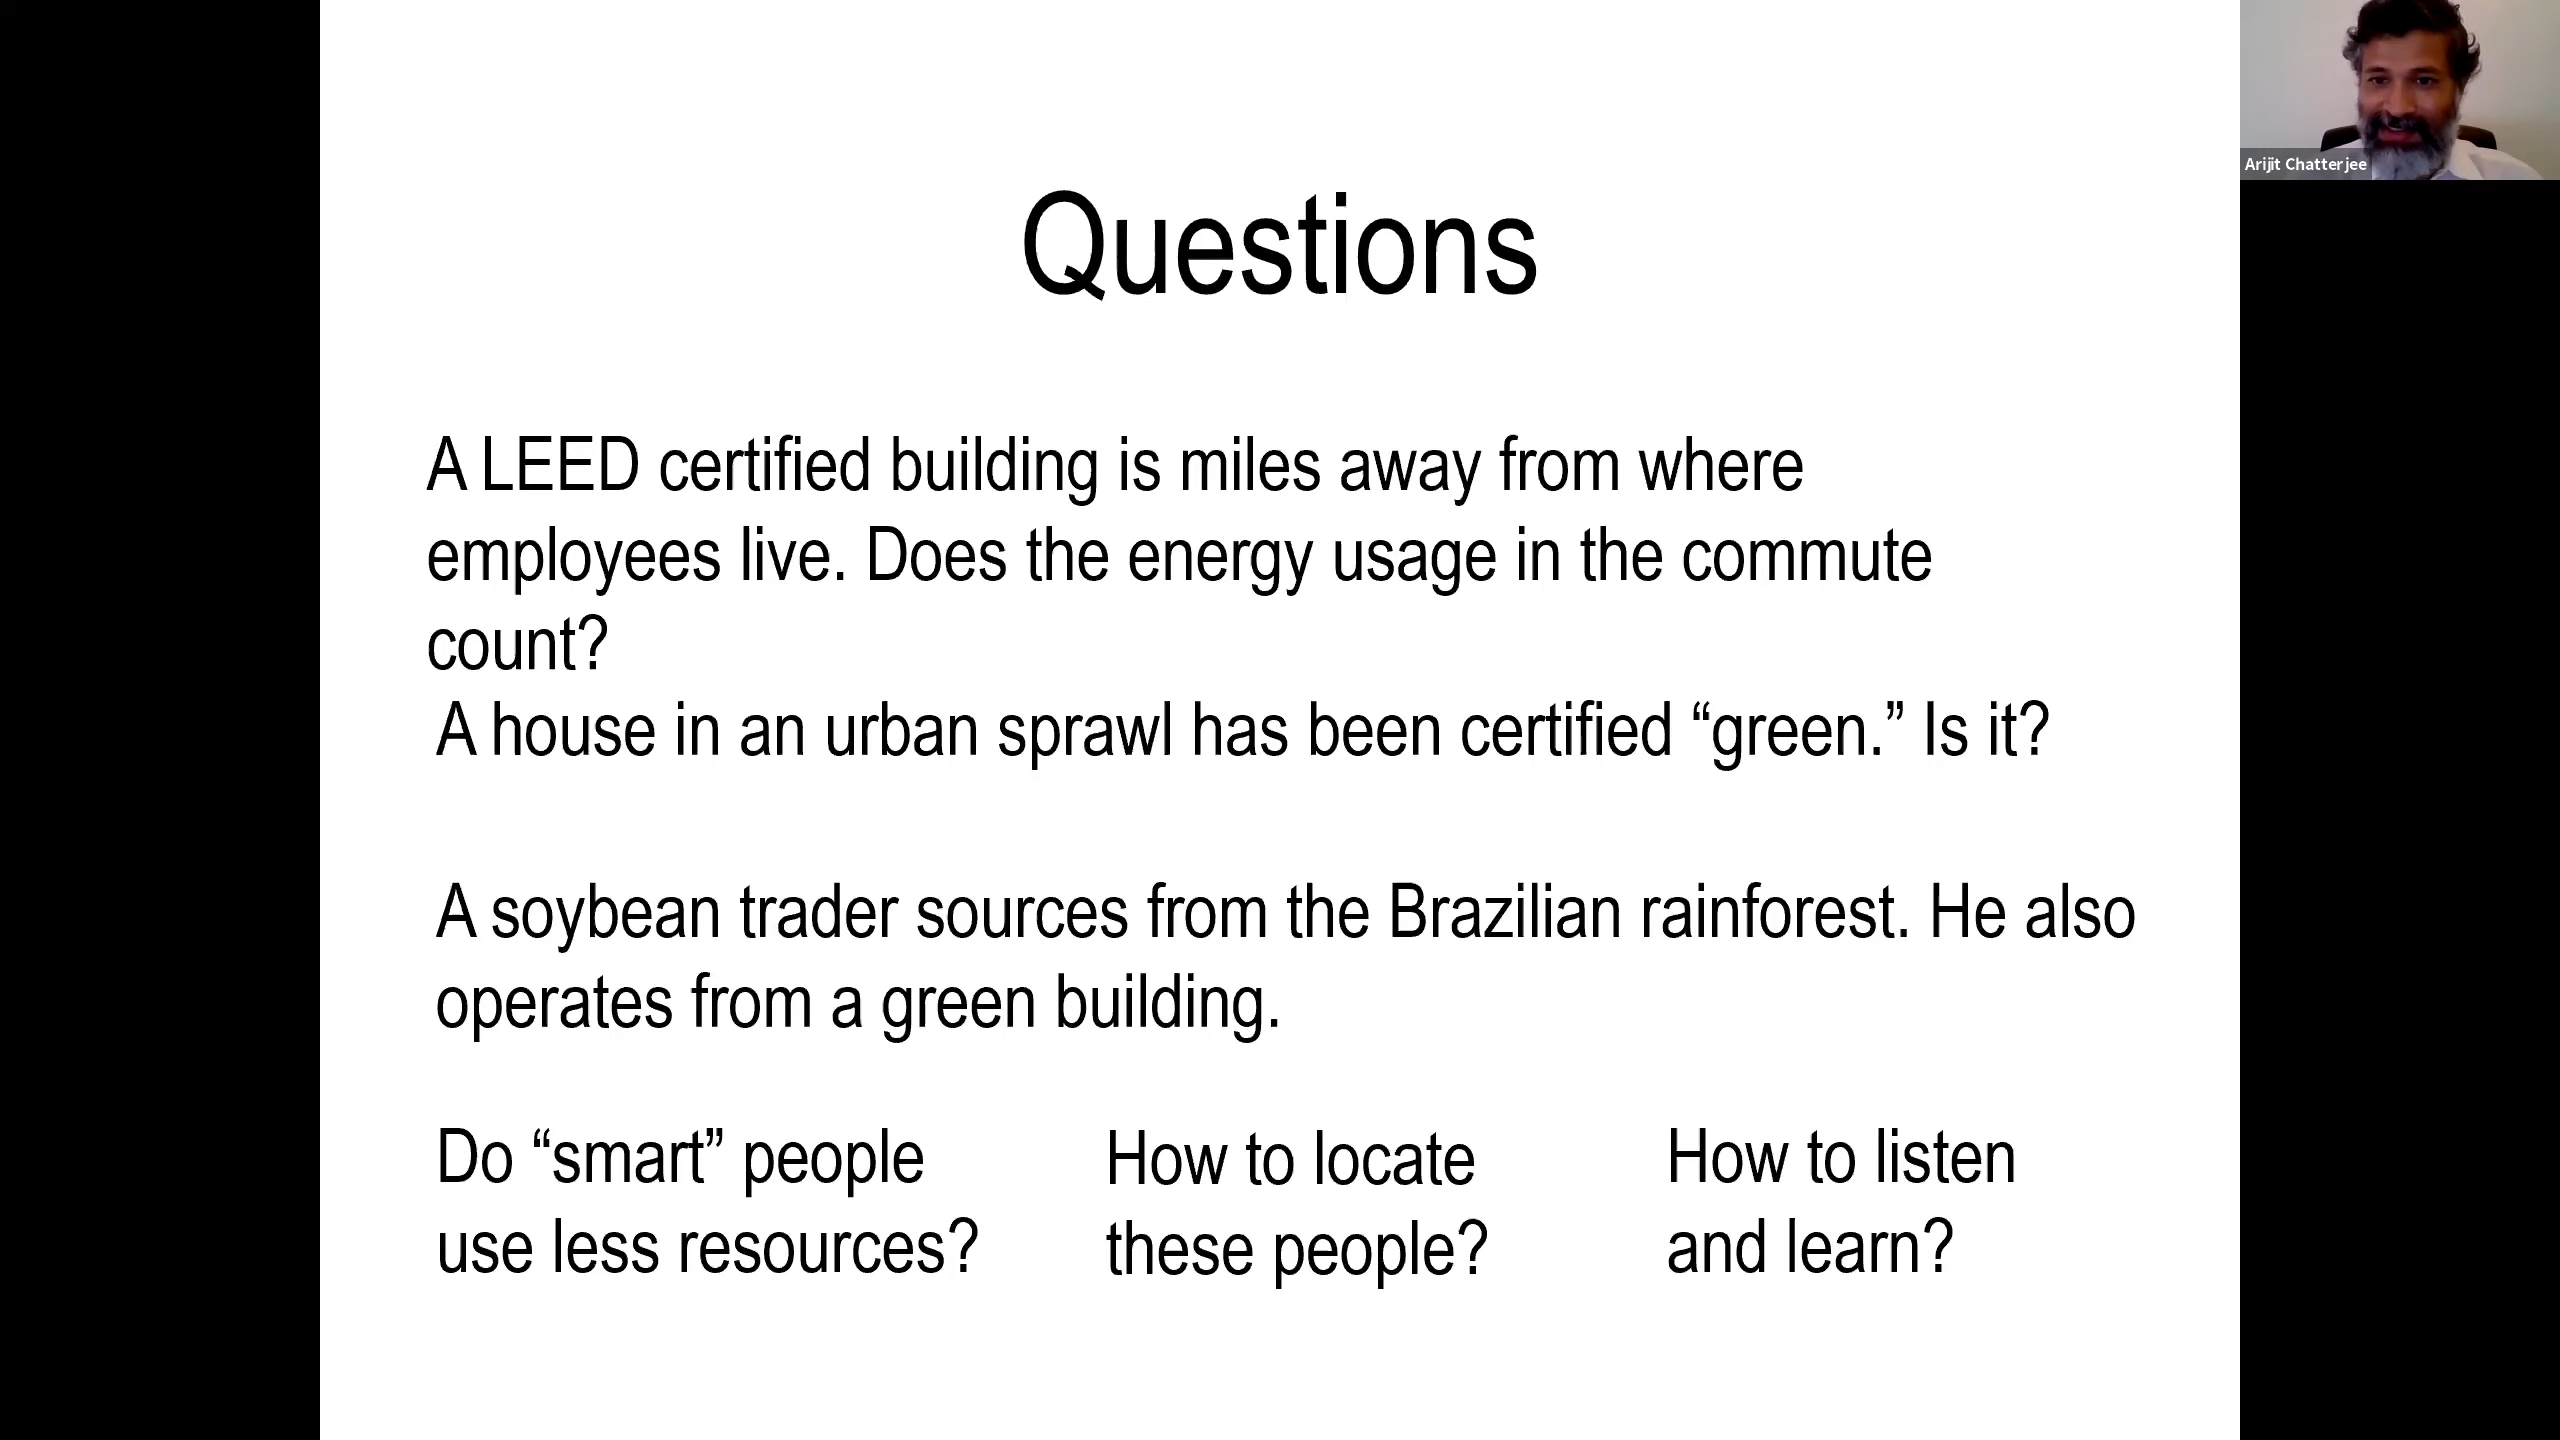 Arijit Chatterjee
Questions
A LEED certified building is miles away from where
employees live. Does the energy usage in the commute
count?
A house in an urban sprawl has been certified “green.” Is it?
A soybean trader sources from the Brazilian rainforest. He also
operates from a green building.
Do “smart” people
use less resources?
How to locate
these people?
How to listen
and learn?